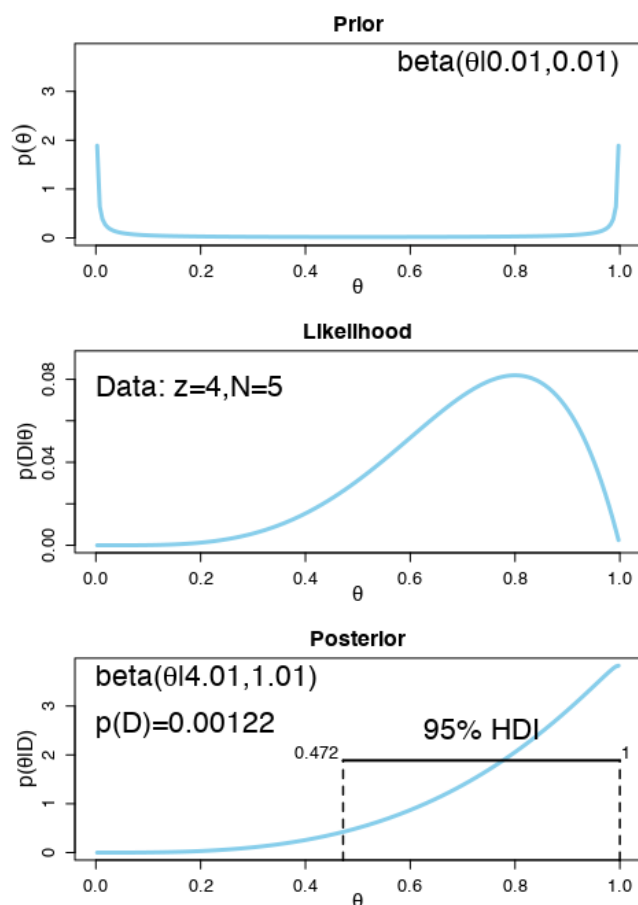 Prior
beta(θ|0.01,0.01)
p(θ)
0 1 2 3
0.0 0.2 0.4 0.6 0.8 1.0
θ
Likelihood
Data: z=4,N=5
p(D|θ)
0.00 0.04 0.08
0.0 0.2 0.4 0.6 0.8 1.0
θ
Posterior
beta(θ|4.01,1.01)
p(D)=0.00122
95% HDI
0.472 1
p(θ|D)
0 1 2 3
0.0 0.2 0.4 0.6 0.8 1.0
θ